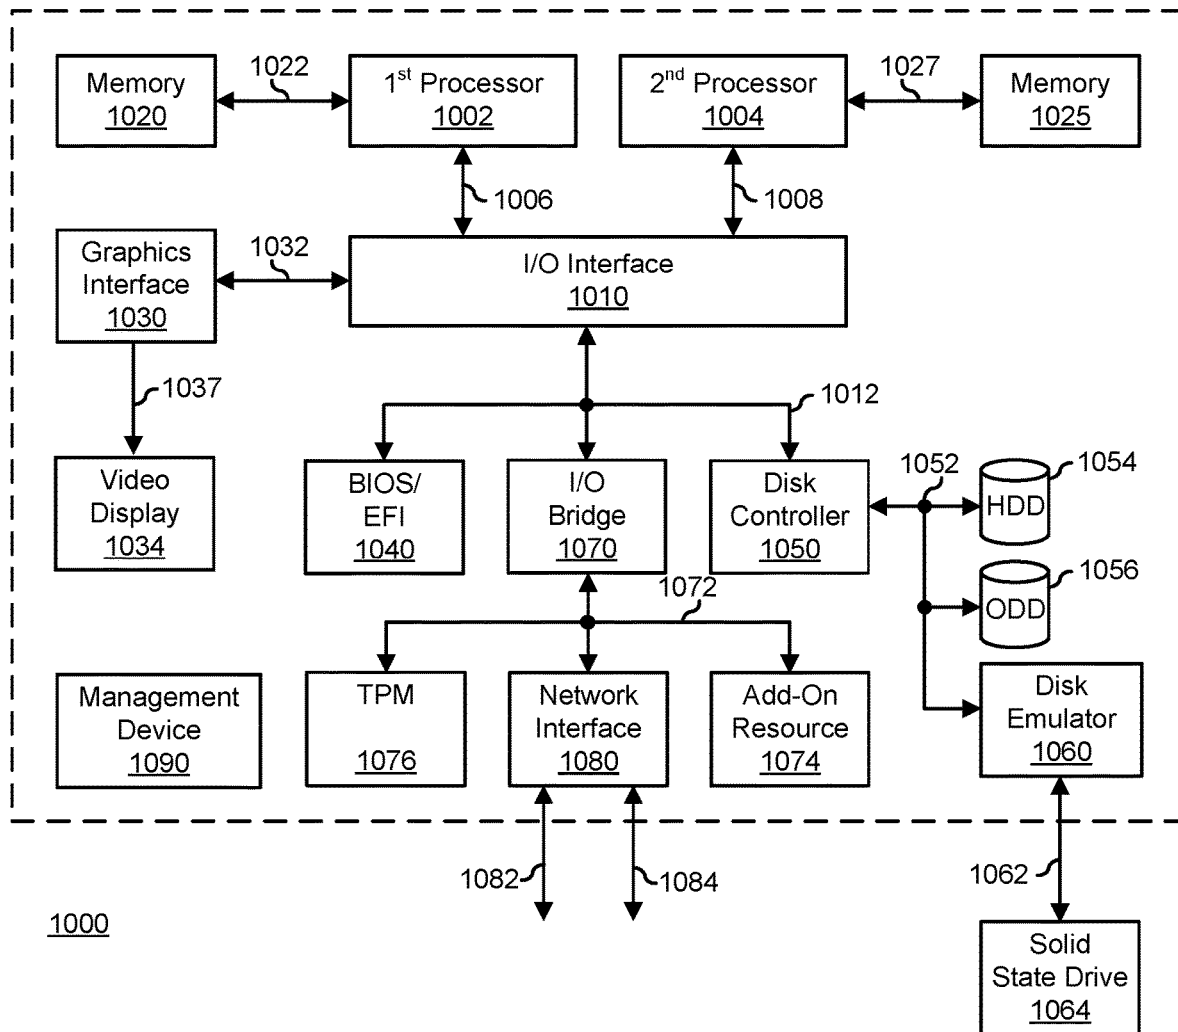 Memory
1020
1022
1st Processor
1002
2nd Processor
1004
1027
Memory
1025
1006
1008
Graphics
Interface
1030
1032
I/O Interface
1010
1037
1012
Video
Display
1034
BIOS/
EFI
1040
I/O
Bridge
1070
Disk
Controller
1050
1052
HDD
1054
ODD
1056
1072
Management
Device
1090
TPM
1076
Network
Interface
1080
Add-On
Resource
1074
Disk
Emulator
1060
1082
1084
1062
1000
Solid
State Drive
1064